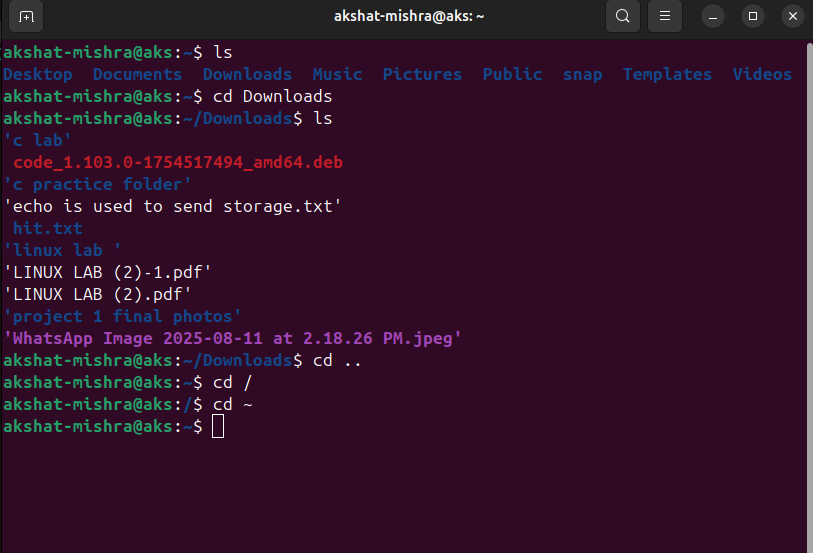 akshat-mishra@aks: ~
akshat-mishra@aks:~$ ls
Desktop  Documents  Downloads  Music  Pictures  Public  snap  Templates  Videos
akshat-mishra@aks:~$ cd Downloads
akshat-mishra@aks:~/Downloads$ ls
'c lab'
 code_1.103.0-1754517494_amd64.deb
'c practice folder'
'echo is used to send storage.txt'
 hit.txt
'linux lab '
'LINUX LAB (2)-1.pdf'
'LINUX LAB (2).pdf'
'project 1 final photos'
'WhatsApp Image 2025-08-11 at 2.18.26 PM.jpeg'
akshat-mishra@aks:~/Downloads$ cd ..
akshat-mishra@aks:~$ cd /
akshat-mishra@aks:/$ cd ~
akshat-mishra@aks:~$